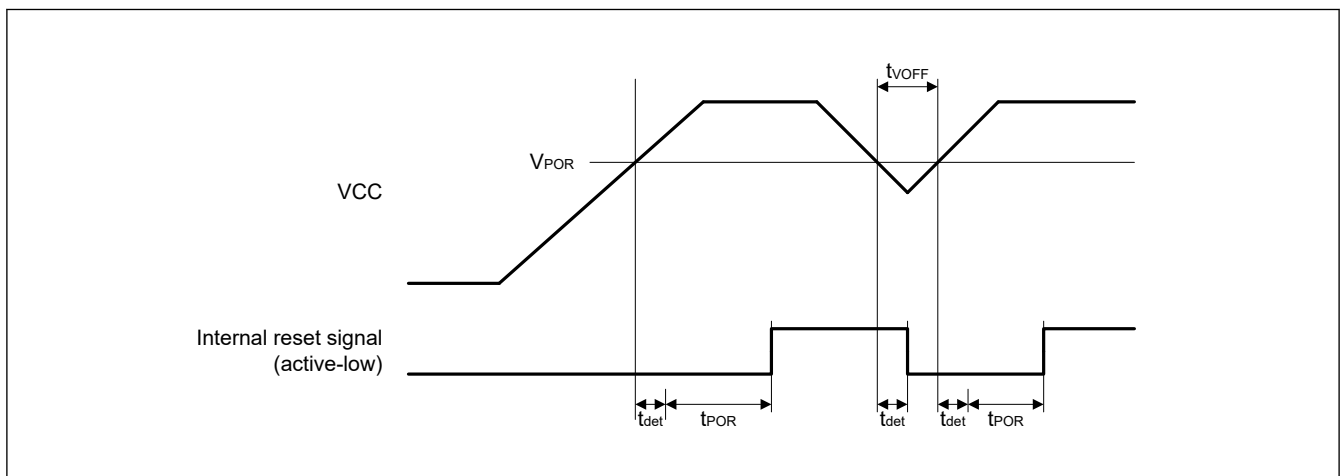 tVOFF
VPOR
VCC
Internal reset signal
(active-low)
tdet
tPOR
tdet
tdet
tPOR